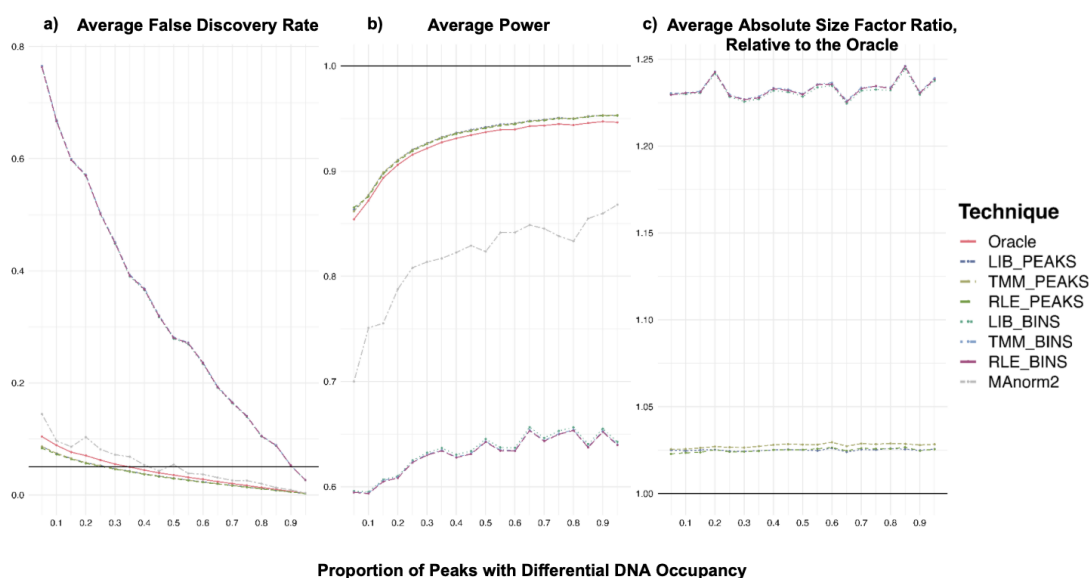 a) Average False Discovery Rate
b) Average Power
c) Average Absolute Size Factor Ratio,
Relative to the Oracle
0.8
0.6
0.4
0.2
0.0
0.1 0.2 0.3 0.4 0.5 0.6 0.7 0.8 0.9
1.0
0.9
0.8
0.7
0.6
0.1 0.2 0.3 0.4 0.5 0.6 0.7 0.8 0.9
1.25
1.20
1.15
1.10
1.05
1.00
0.1 0.2 0.3 0.4 0.5 0.6 0.7 0.8 0.9
Technique
Oracle
LIB_PEAKS
TMM_PEAKS
RLE_PEAKS
LIB_BINS
TMM_BINS
RLE_BINS
MAnorm2
Proportion of Peaks with Differential DNA Occupancy